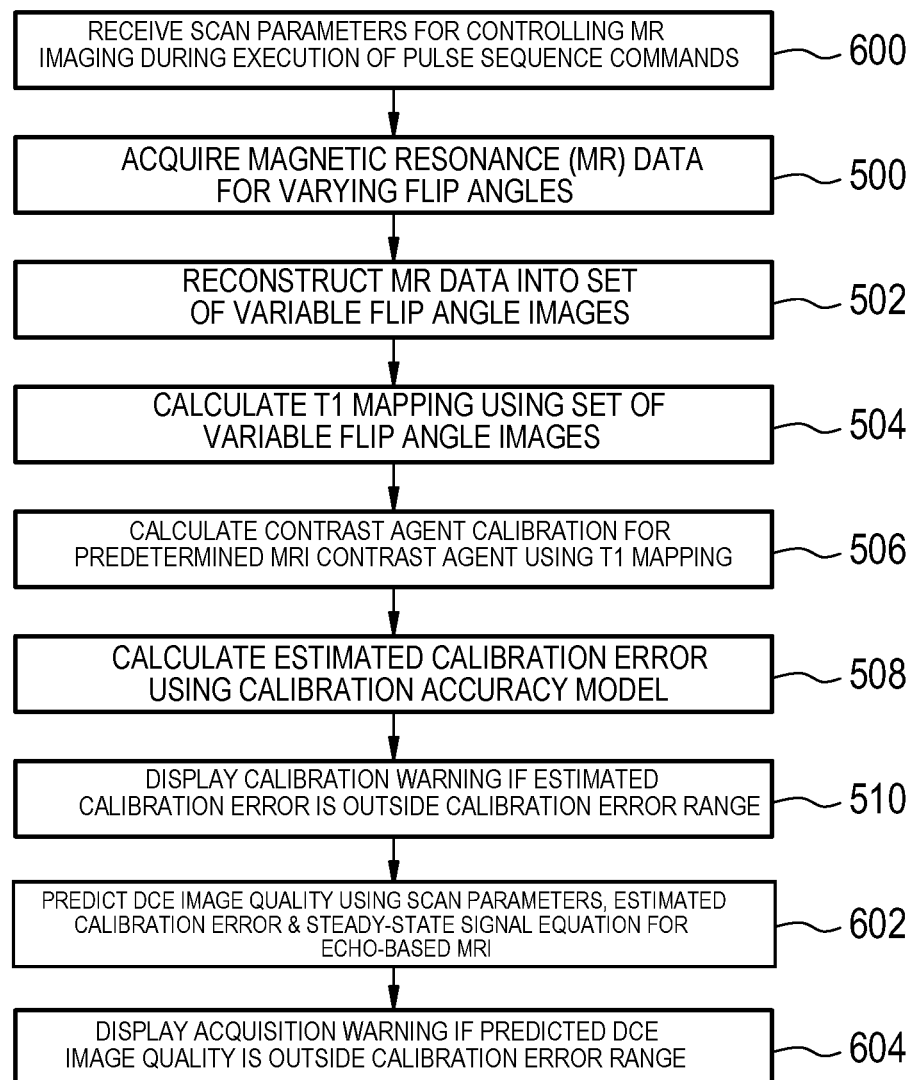 RECEIVE SCAN PARAMETERS FOR CONTROLLING MR
IMAGING DURING EXECUTION OF PULSE SEQUENCE COMMANDS
600
ACQUIRE MAGNETIC RESONANCE (MR) DATA
FOR VARYING FLIP ANGLES
500
RECONSTRUCT MR DATA INTO SET
OF VARIABLE FLIP ANGLE IMAGES
502
CALCULATE T1 MAPPING USING SET OF
VARIABLE FLIP ANGLE IMAGES
504
CALCULATE CONTRAST AGENT CALIBRATION FOR
PREDETERMINED MRI CONTRAST AGENT USING T1 MAPPING
506
CALCULATE ESTIMATED CALIBRATION ERROR
USING CALIBRATION ACCURACY MODEL
508
DISPLAY CALIBRATION WARNING IF ESTIMATED
CALIBRATION ERROR IS OUTSIDE CALIBRATION ERROR RANGE
510
PREDICT DCE IMAGE QUALITY USING SCAN PARAMETERS, ESTIMATED
CALIBRATION ERROR & STEADY-STATE SIGNAL EQUATION FOR
ECHO-BASED MRI
602
DISPLAY ACQUISITION WARNING IF PREDICTED DCE
IMAGE QUALITY IS OUTSIDE CALIBRATION ERROR RANGE
604